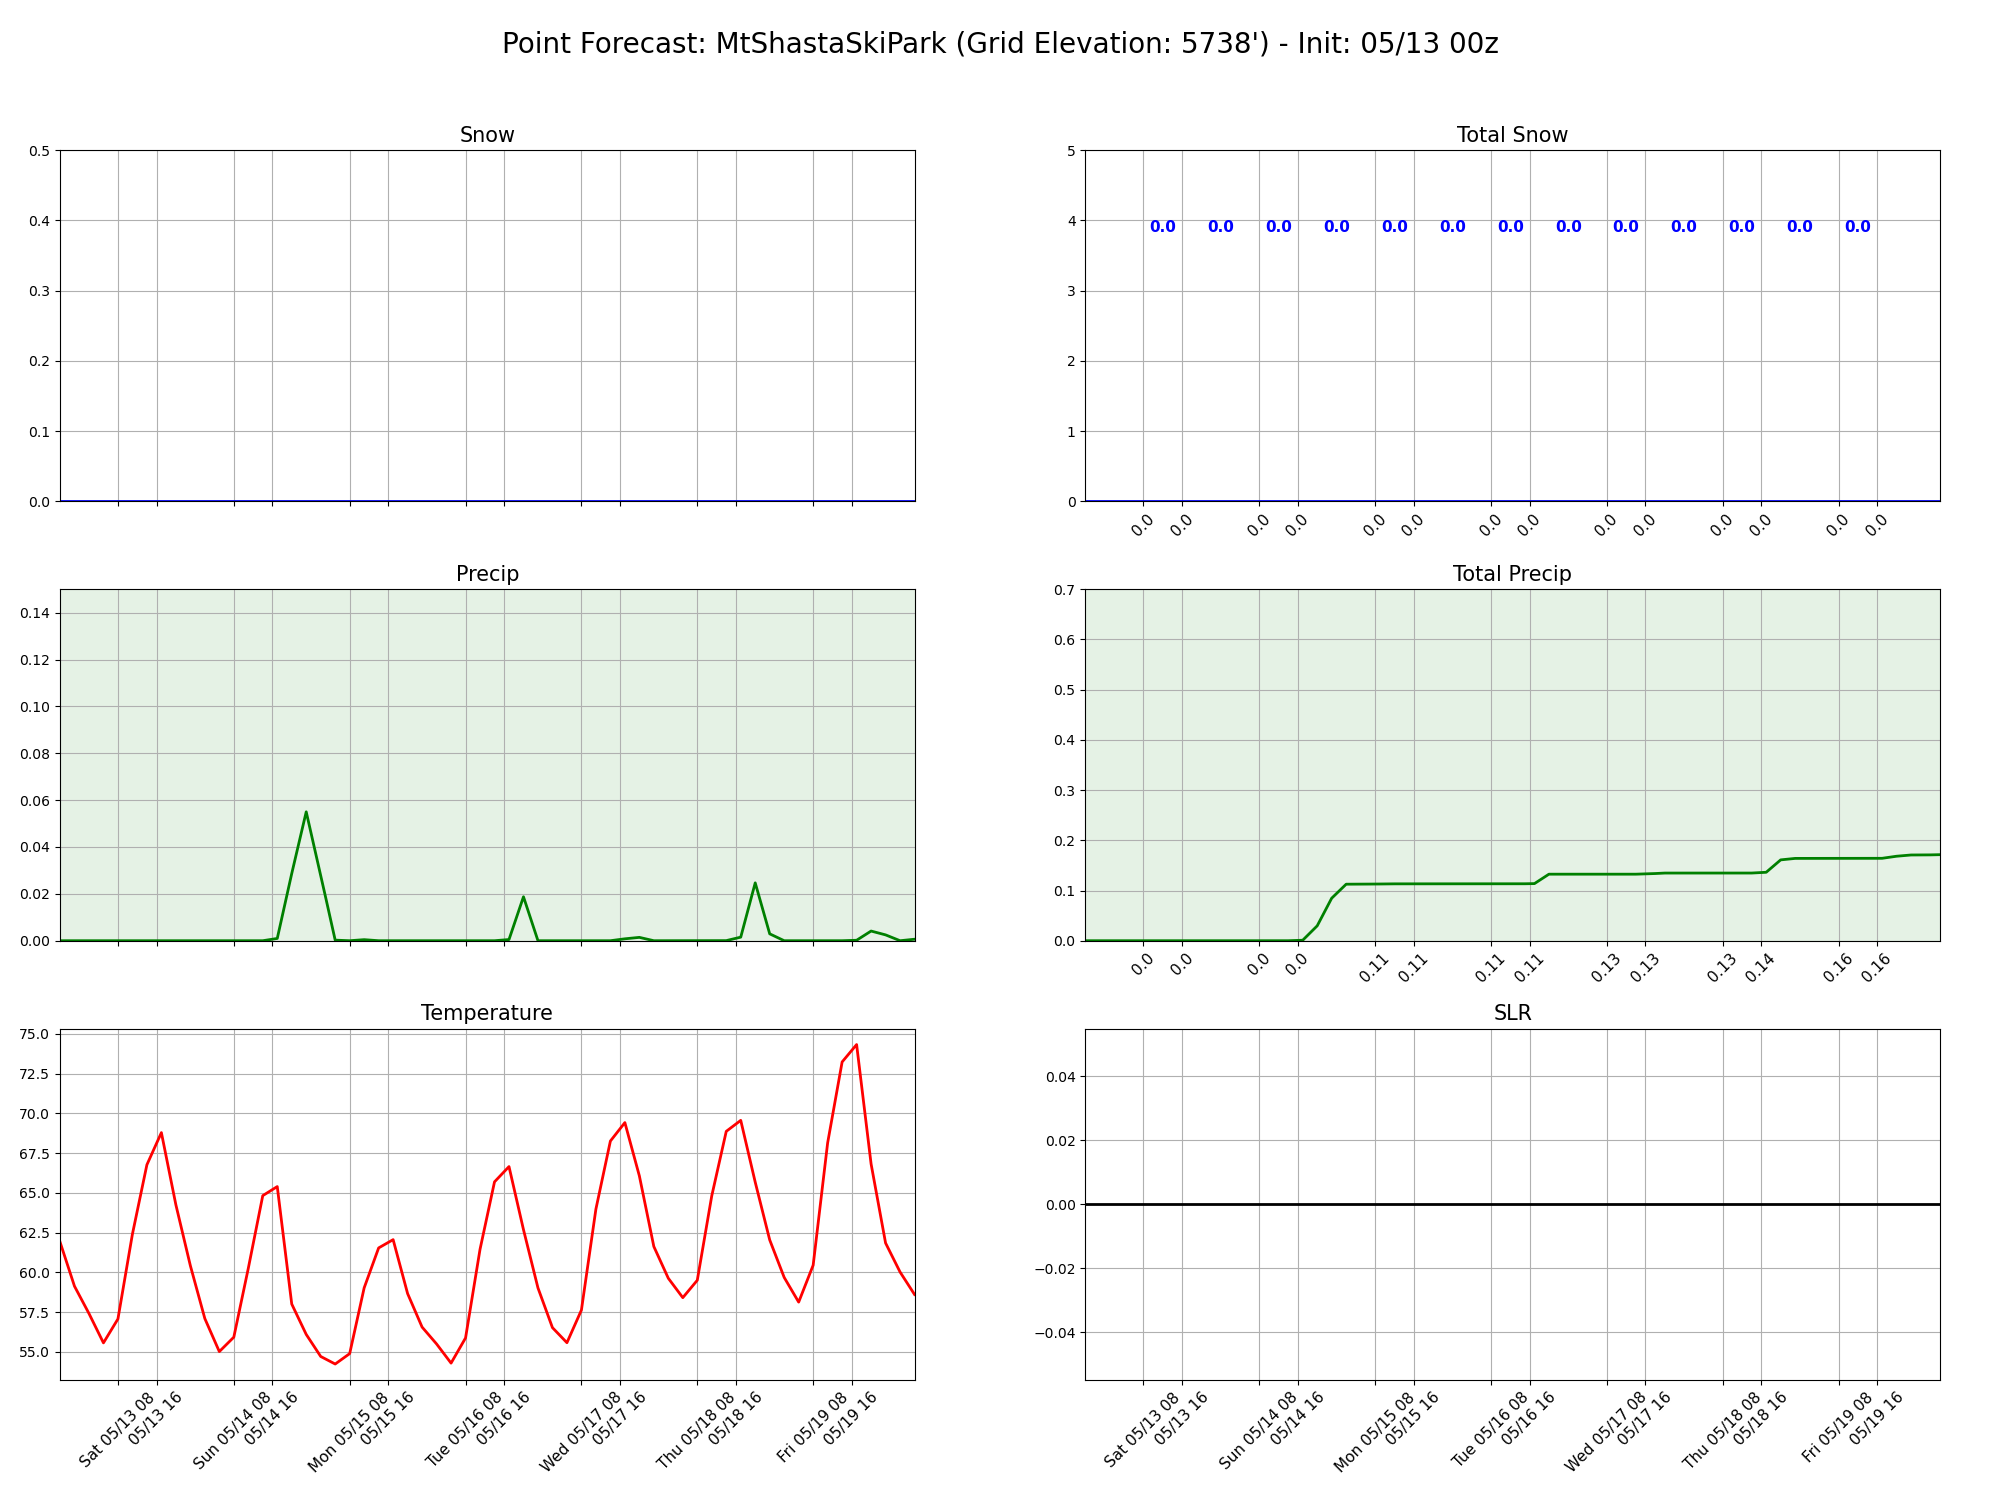 Point Forecast: MtShastaSkiPark (Grid Elevation: 5738') - Init: 05/13 00z
Snow
0.5
0.4
0.3
0.2
0.1
0.0
Total Snow
5
4
3
2
1
0
0.0 0.0 0.0 0.0 0.0 0.0 0.0 0.0 0.0 0.0 0.0 0.0 0.0
0.0 0.0 0.0 0.0 0.0 0.0 0.0 0.0 0.0 0.0 0.0 0.0 0.0 0.0
Precip
0.14
0.12
0.10
0.08
0.06
0.04
0.02
0.00
Total Precip
0.7
0.6
0.5
0.4
0.3
0.2
0.1
0.0
0.0 0.0 0.0 0.0 0.11 0.11 0.11 0.11 0.13 0.13 0.13 0.14 0.16 0.16
Temperature
75.0
72.5
70.0
67.5
65.0
62.5
60.0
57.5
55.0
Sat 05/13 08
05/13 16
Sun 05/14 08
05/14 16
Mon 05/15 08
05/15 16
Tue 05/16 08
05/16 16
Wed 05/17 08
05/17 16
Thu 05/18 08
05/18 16
Fri 05/19 08
05/19 16
SLR
0.04
0.02
0.00
−0.02
−0.04
Sat 05/13 08
05/13 16
Sun 05/14 08
05/14 16
Mon 05/15 08
05/15 16
Tue 05/16 08
05/16 16
Wed 05/17 08
05/17 16
Thu 05/18 08
05/18 16
Fri 05/19 08
05/19 16